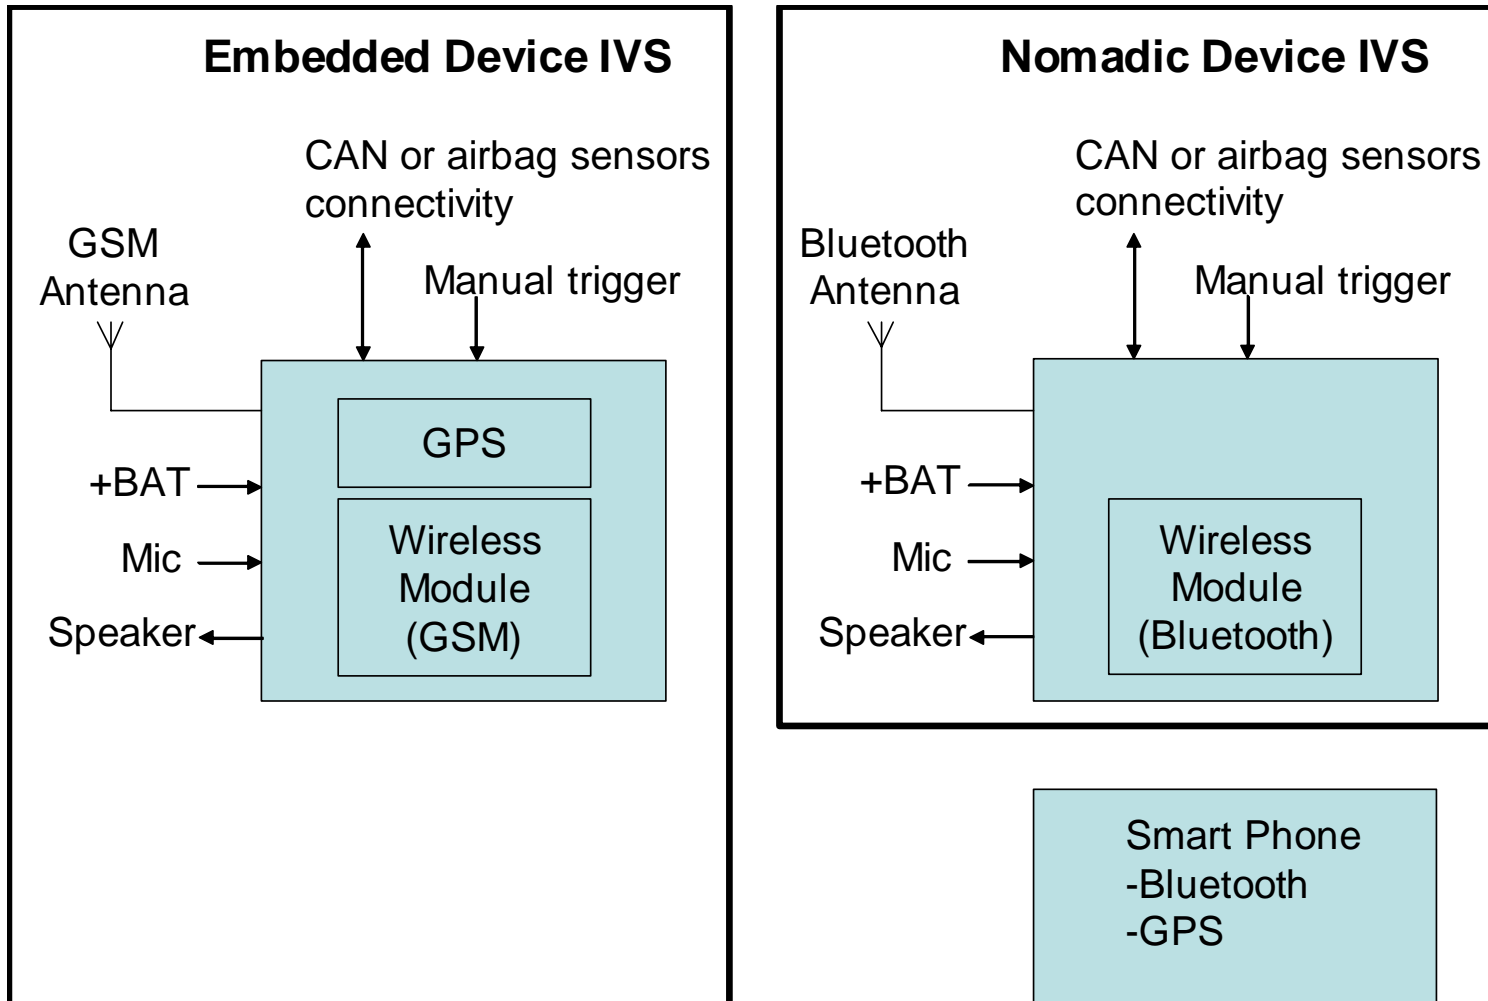 Embedded Device IVS
CAN or airbag sensors
connectivity
GSM
Antenna
Manual trigger
GPS
+BAT
Mic
Speaker
Wireless
Module
(GSM)
Nomadic Device IVS
CAN or airbag sensors
connectivity
Bluetooth
Antenna
Manual trigger
+BAT
Mic
Speaker
Wireless
Module
(Bluetooth)
Smart Phone
-Bluetooth
-GPS